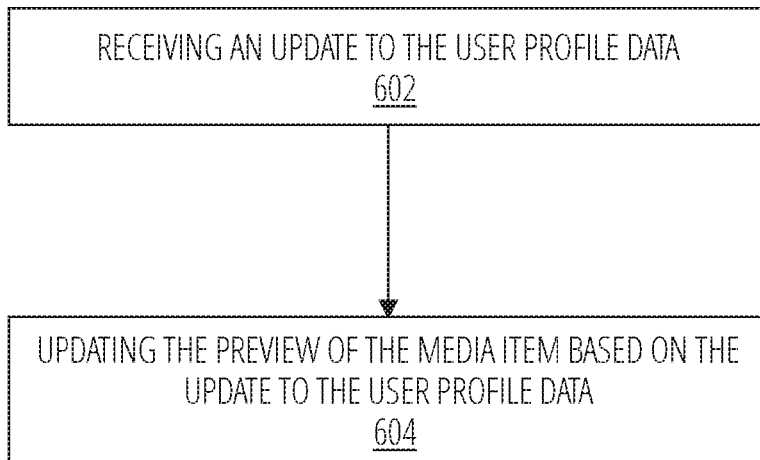 RECEIVING AN UPDATE TO THE USER PROFILE DATA
602
UPDATING THE PREVIEW OF THE MEDIA ITEM BASED ON THE
UPDATE TO THE USER PROFILE DATA
604